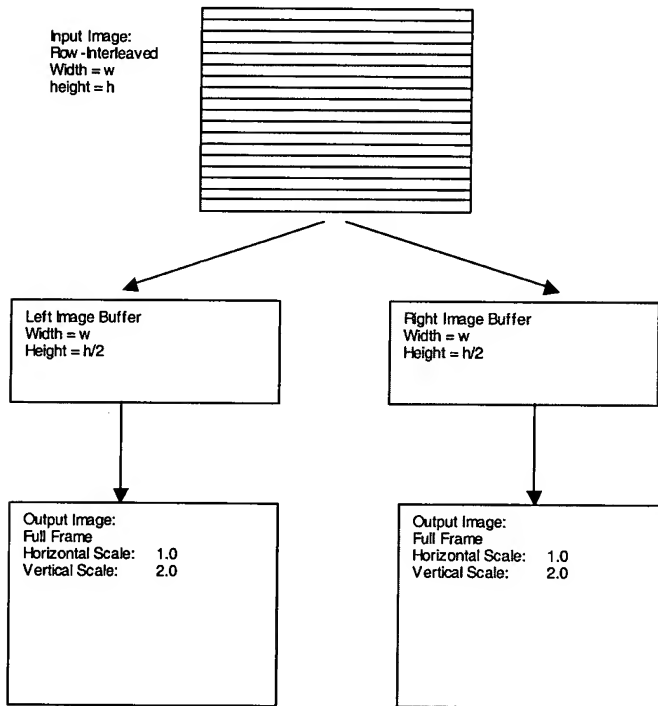 Input Image:
Row-Interleaved
Width = w
height = h
Left Image Buffer
Width = w
Height = h/2
Right Image Buffer
Width = w
Height = h/2
Output Image:
Full Frame
Horizontal Scale: 1.0
Vertical Scale: 2.0
Output Image:
Full Frame
Horizontal Scale: 1.0
Vertical Scale: 2.0